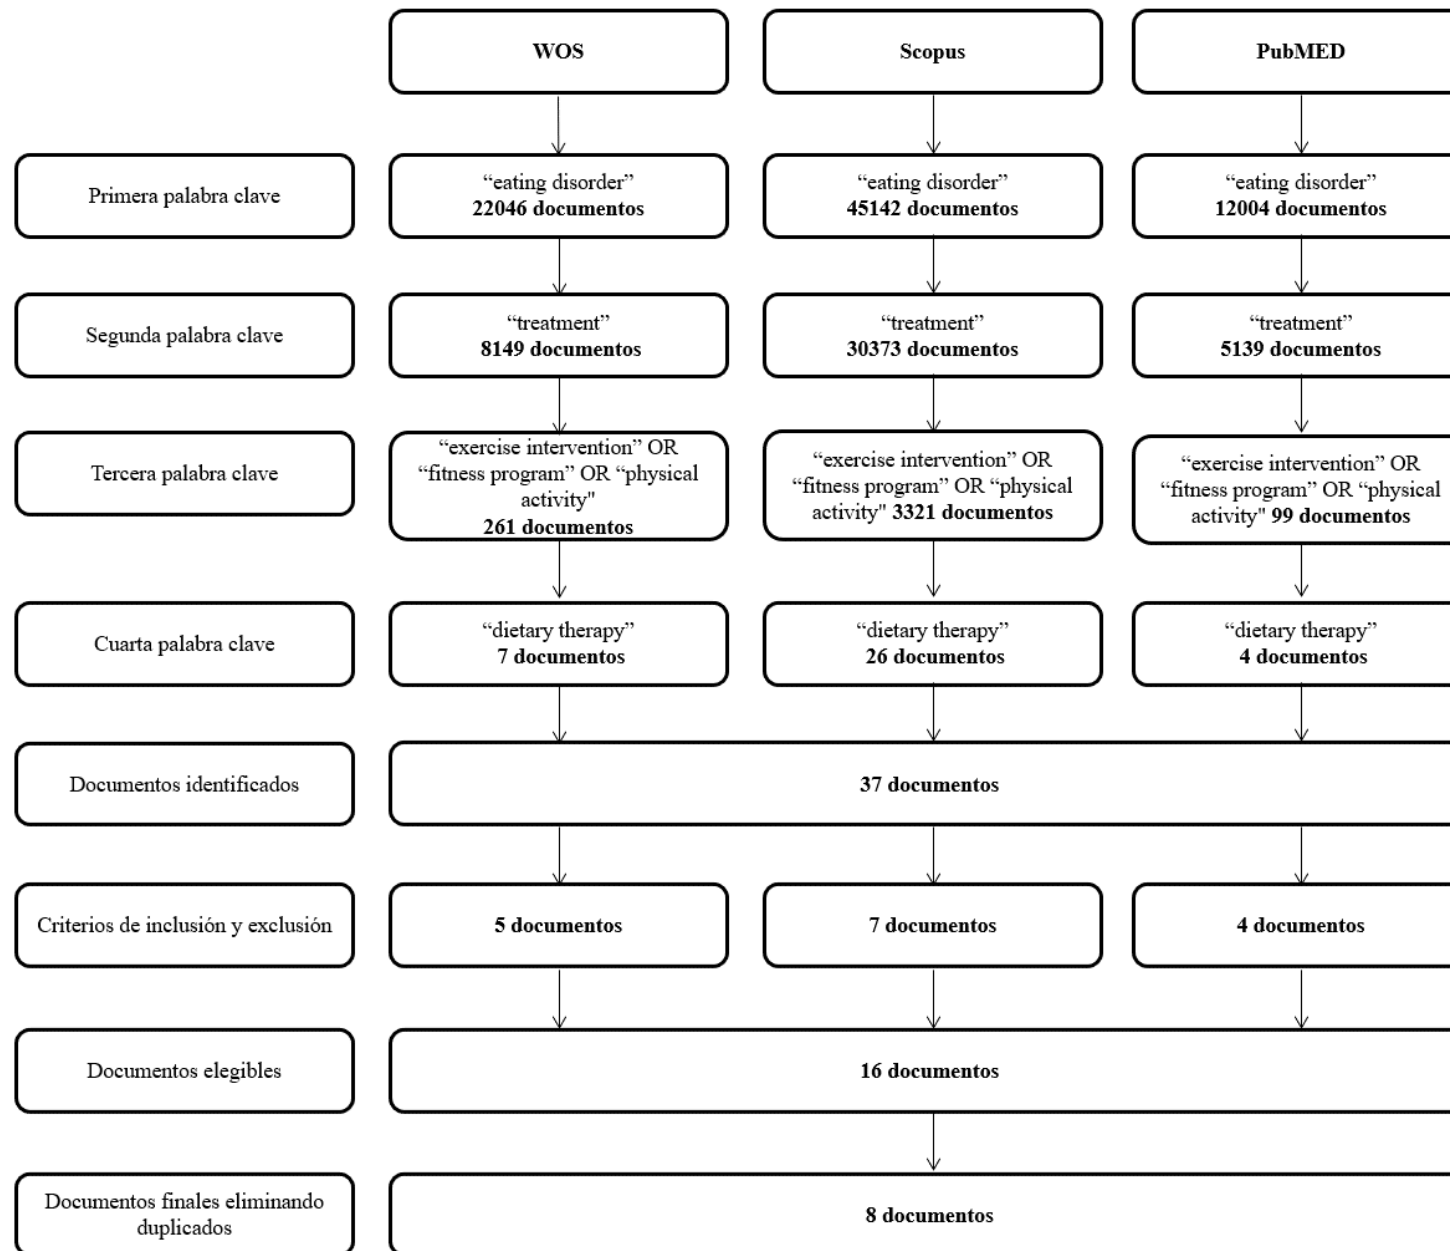 WOS
Scopus
PubMED
Primera palabra clave
“eating disorder”
22046 documentos
“eating disorder”
45142 documentos
“eating disorder”
12004 documentos
Segunda palabra clave
“treatment”
8149 documentos
“treatment”
30373 documentos
“treatment”
5139 documentos
Tercera palabra clave
“exercise intervention” OR
“fitness program” OR “physical
activity"
261 documentos
“exercise intervention” OR
“fitness program” OR “physical
activity" 3321 documentos
“exercise intervention” OR
“fitness program” OR “physical
activity" 99 documentos
Cuarta palabra clave
“dietary therapy”
7 documentos
“dietary therapy”
26 documentos
“dietary therapy”
4 documentos
Documentos identificados
37 documentos
Criterios de inclusión y exclusión
5 documentos
7 documentos
4 documentos
Documentos elegibles
16 documentos
Documentos finales eliminando
duplicados
8 documentos